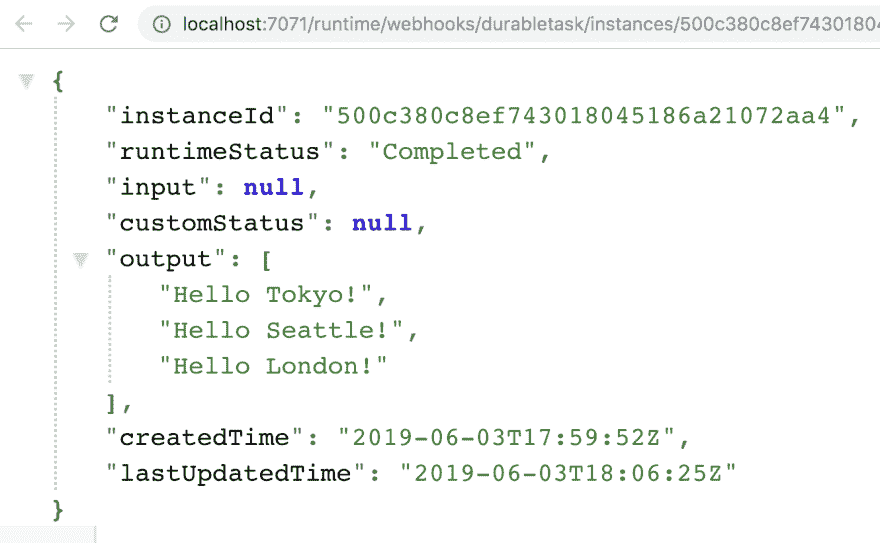 localhost:7071/runtime/webhooks/durabletask/instances/500c380c8ef74301804
{
"instanceId": "500c380c8ef743018045186a21072aa4",
"runtimeStatus": "Completed",
"input": null,
"customStatus": null,
"output": [
"Hello Tokyo!",
"Hello Seattle!",
"Hello London!"
],
"createdTime": "2019-06-03T17:59:52Z",
"lastUpdatedTime": "2019-06-03T18:06:25Z"
}